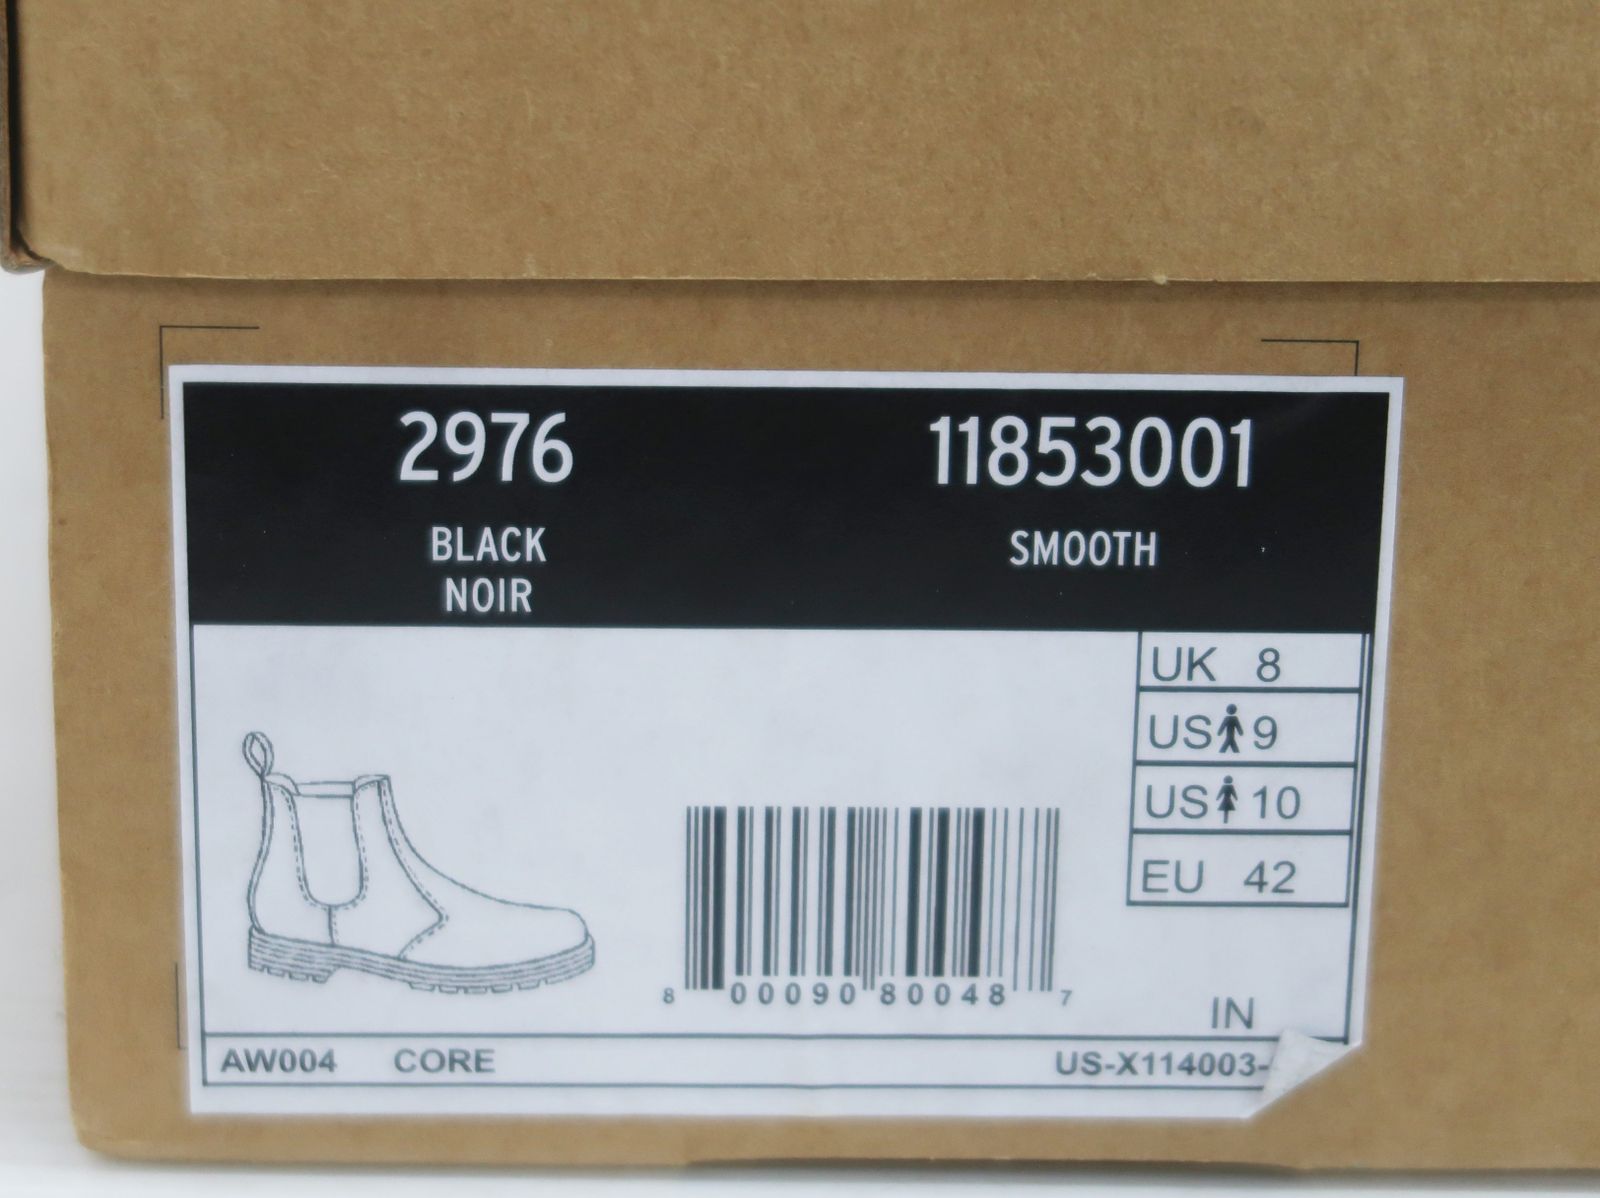 2976 11853001
BLACK SMOOTH
NOIR
UK 8
US 9
US 10
EU 42
8 00090 80048 7
IN
AW004 CORE US-X114003-